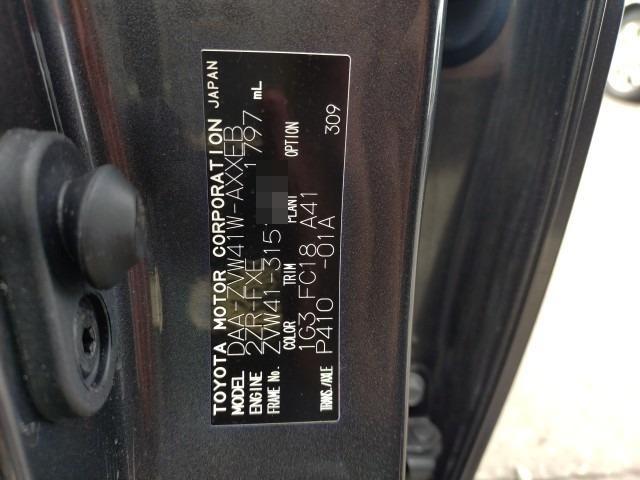 TOYOTA MOTOR CORPORATION JAPAN
MODEL DAA-ZVW41W-AXXEB
ENGINE 2ZR-FXE 1797 mL
FRAME No. ZVW41-315
COLOR TRIM PLANT OPTION
1G3 FC18 A41
TRANS./AXLE P410 -01A 309